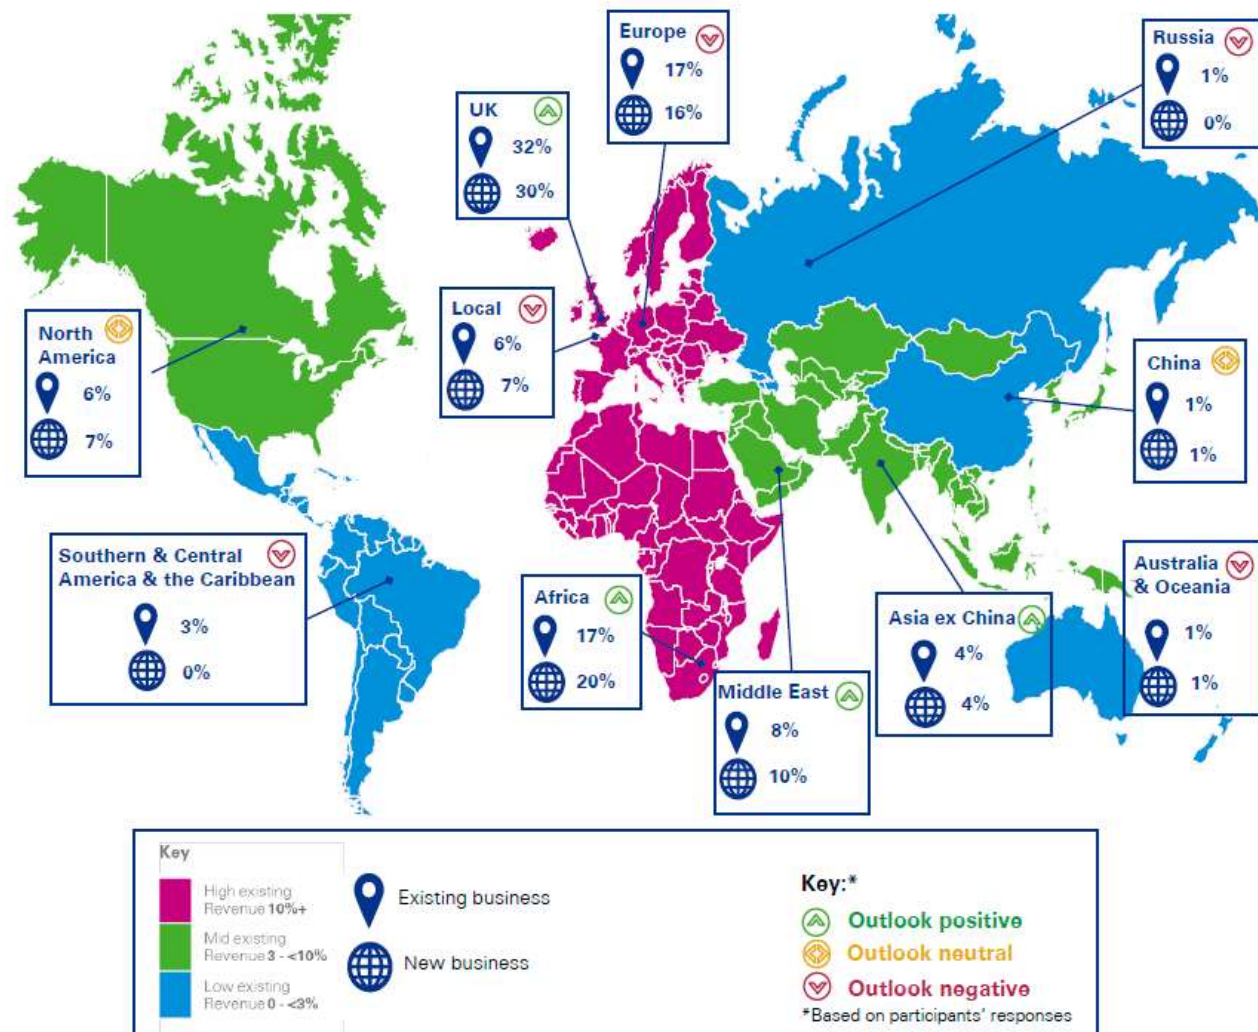 Europe
17%
16%
Russia
1%
0%
UK
32%
30%
Local
6%
7%
North
America
6%
7%
China
1%
1%
Southern & Central
America & the Caribbean
3%
0%
Africa
17%
20%
Middle East
8%
10%
Asia ex China
4%
4%
Australia
& Oceania
1%
1%
Key
High existing
Revenue 10%+
Mid existing
Revenue 3 - <10%
Low existing
Revenue 0 - <3%
Existing business
New business
Key:*
Outlook positive
Outlook neutral
Outlook negative
*Based on participants' responses